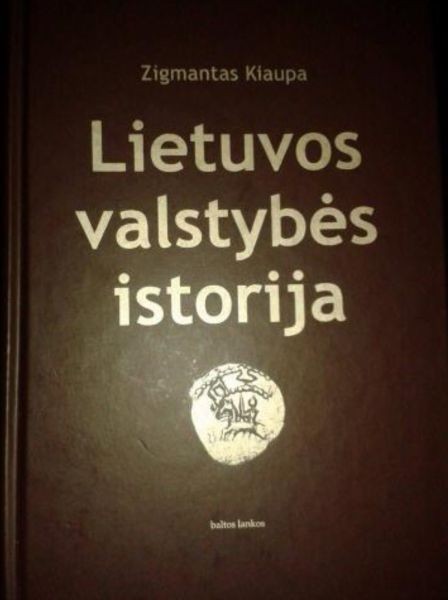 Zigmantas Kiaupa
Lietuvos
valstybės
istorija
baltos lankos